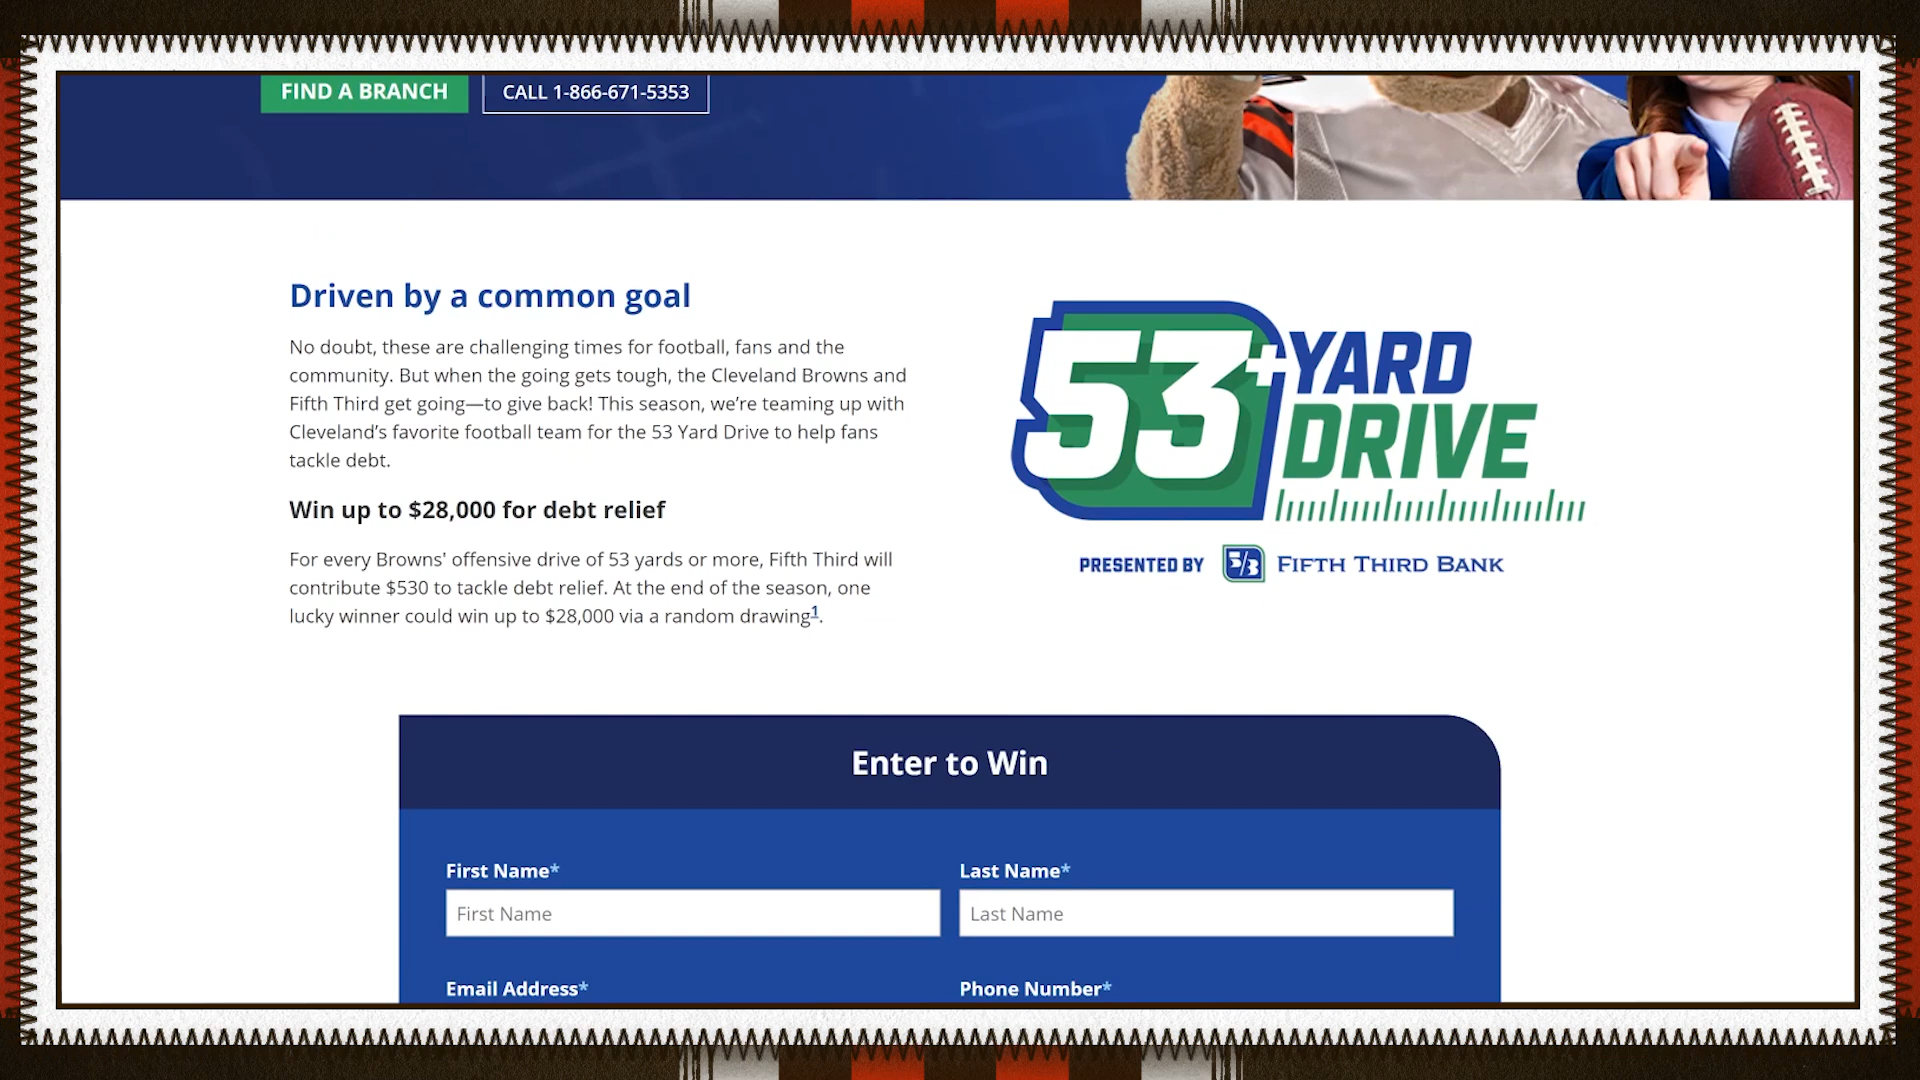 FIND A BRANCH
CALL 1-866-671-5353
Driven by a common goal
No doubt, these are challenging times for football, fans and the
community. But when the going gets tough, the Cleveland Browns and
Fifth Third get going—to give back! This season, we’re teaming up with
Cleveland’s favorite football team for the 53 Yard Drive to help fans
tackle debt.
Win up to $28,000 for debt relief
For every Browns' offensive drive of 53 yards or more, Fifth Third will
contribute $530 to tackle debt relief. At the end of the season, one
lucky winner could win up to $28,000 via a random drawing¹.
53+ YARD
DRIVE
PRESENTED BY 5/3 FIFTH THIRD BANK
Enter to Win
First Name*
Last Name*
First Name
Last Name
Email Address*
Phone Number*